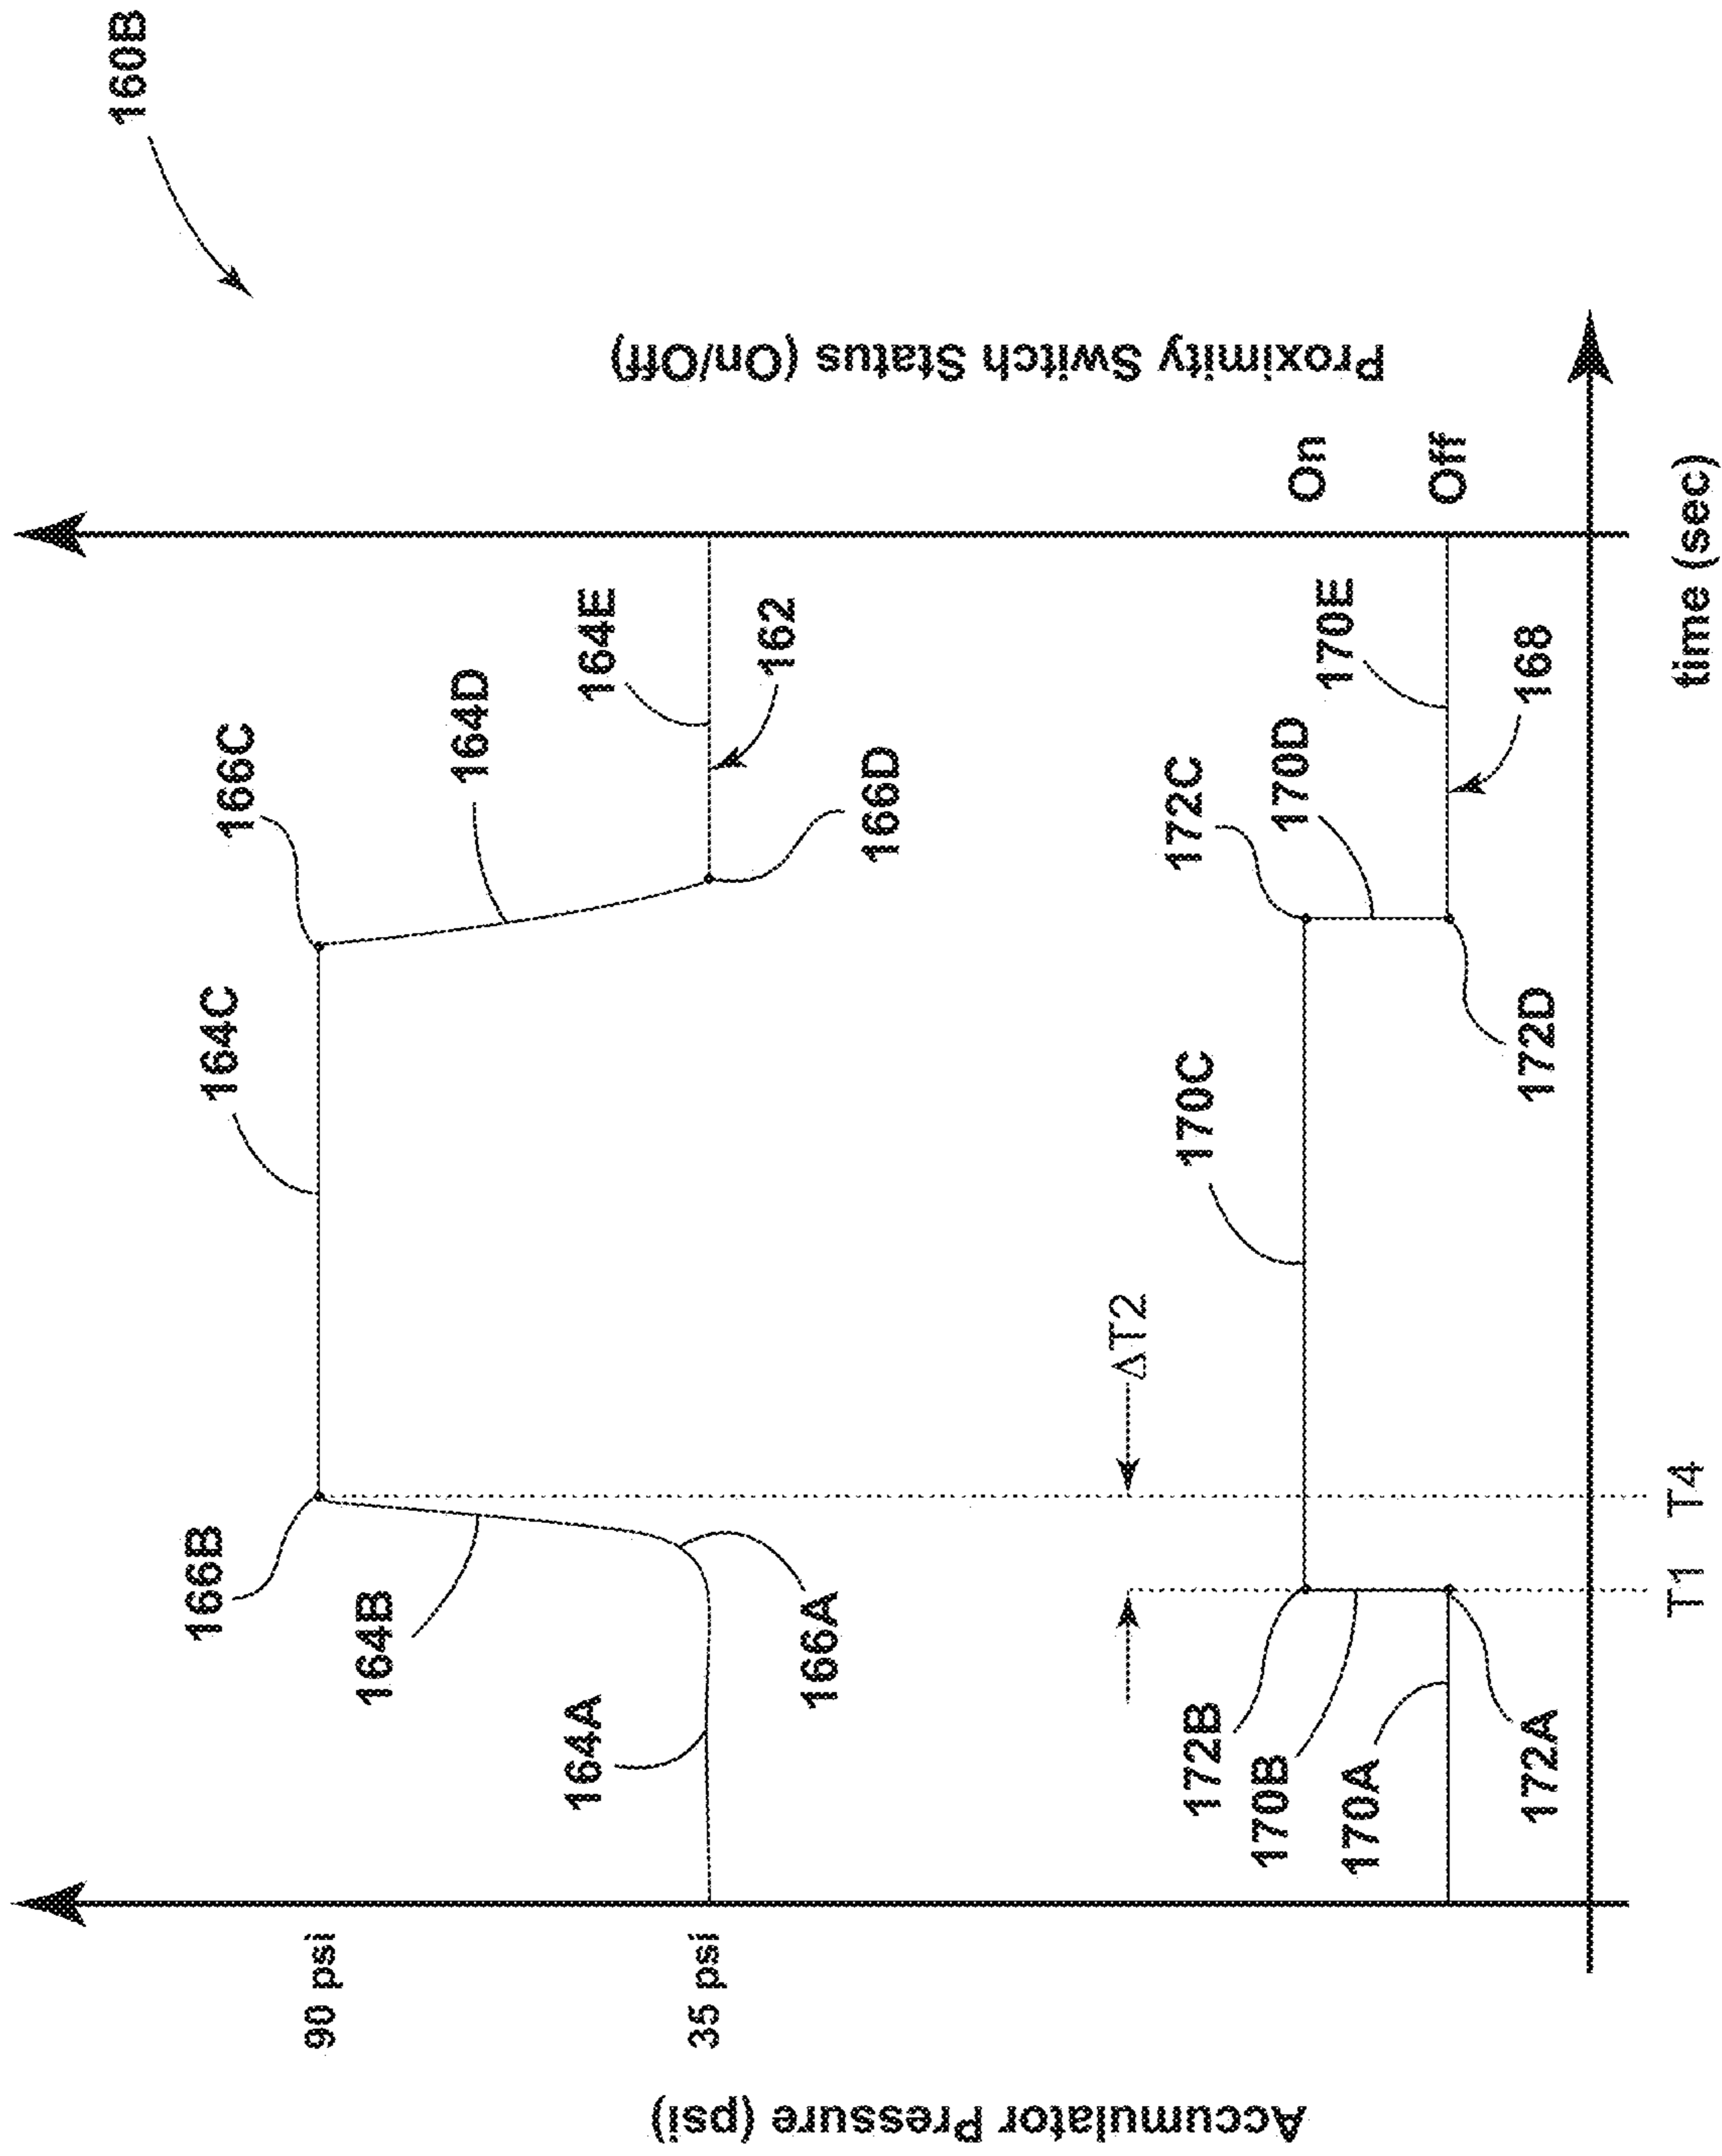 160B
166B
164C
166C
90 psi
164B
164D
164A
164E
35 psi
162
166A
166D
Accumulator Pressure (psi)
Proximity Switch Status (On/Off)
ΔT2
172B
170C
172C
170B
170D
On
170A
170E
Off
172A
172D
168
T1
T4
time (sec)